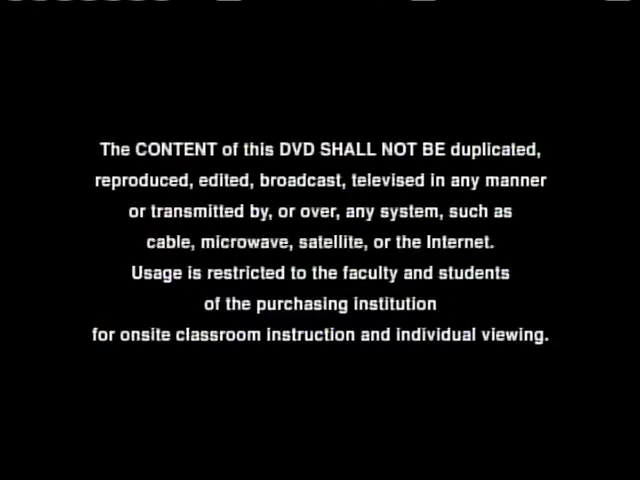 The CONTENT of this DVD SHALL NOT BE duplicated,
reproduced, edited, broadcast, televised in any manner
or transmitted by, or over, any system, such as
cable, microwave, satellite, or the Internet.
Usage is restricted to the faculty and students
of the purchasing institution
for onsite classroom instruction and individual viewing.